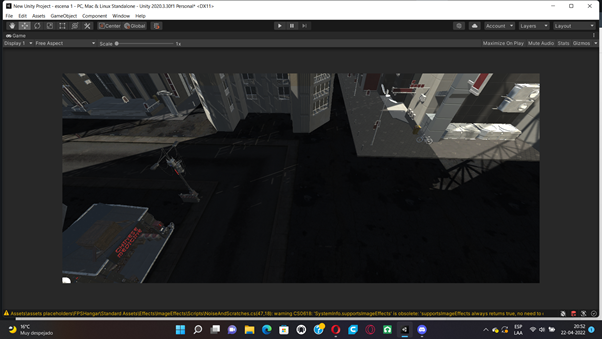 New Unity Project - escena 1 - PC, Mac & Linux Standalone - Unity 2020.3.30f1 Personal* <DX11>
File Edit Assets GameObject Component Window Help
Center Global Account Layers Layout
Game
Display 1 Free Aspect Scale 1x Maximize On Play Mute Audio Stats Gizmos
Assets\assets placeholders\FPSHangar\Standard Assets\Effects\ImageEffects\Scripts\NoiseAndScratches.cs(47,18): warning CS0618: 'SystemInfo.supportsImageEffects' is obsolete: 'supportsImageEffects always returns true, no need to
16°C
Muy despejado
ESP
LAA
20:52
22-04-2022